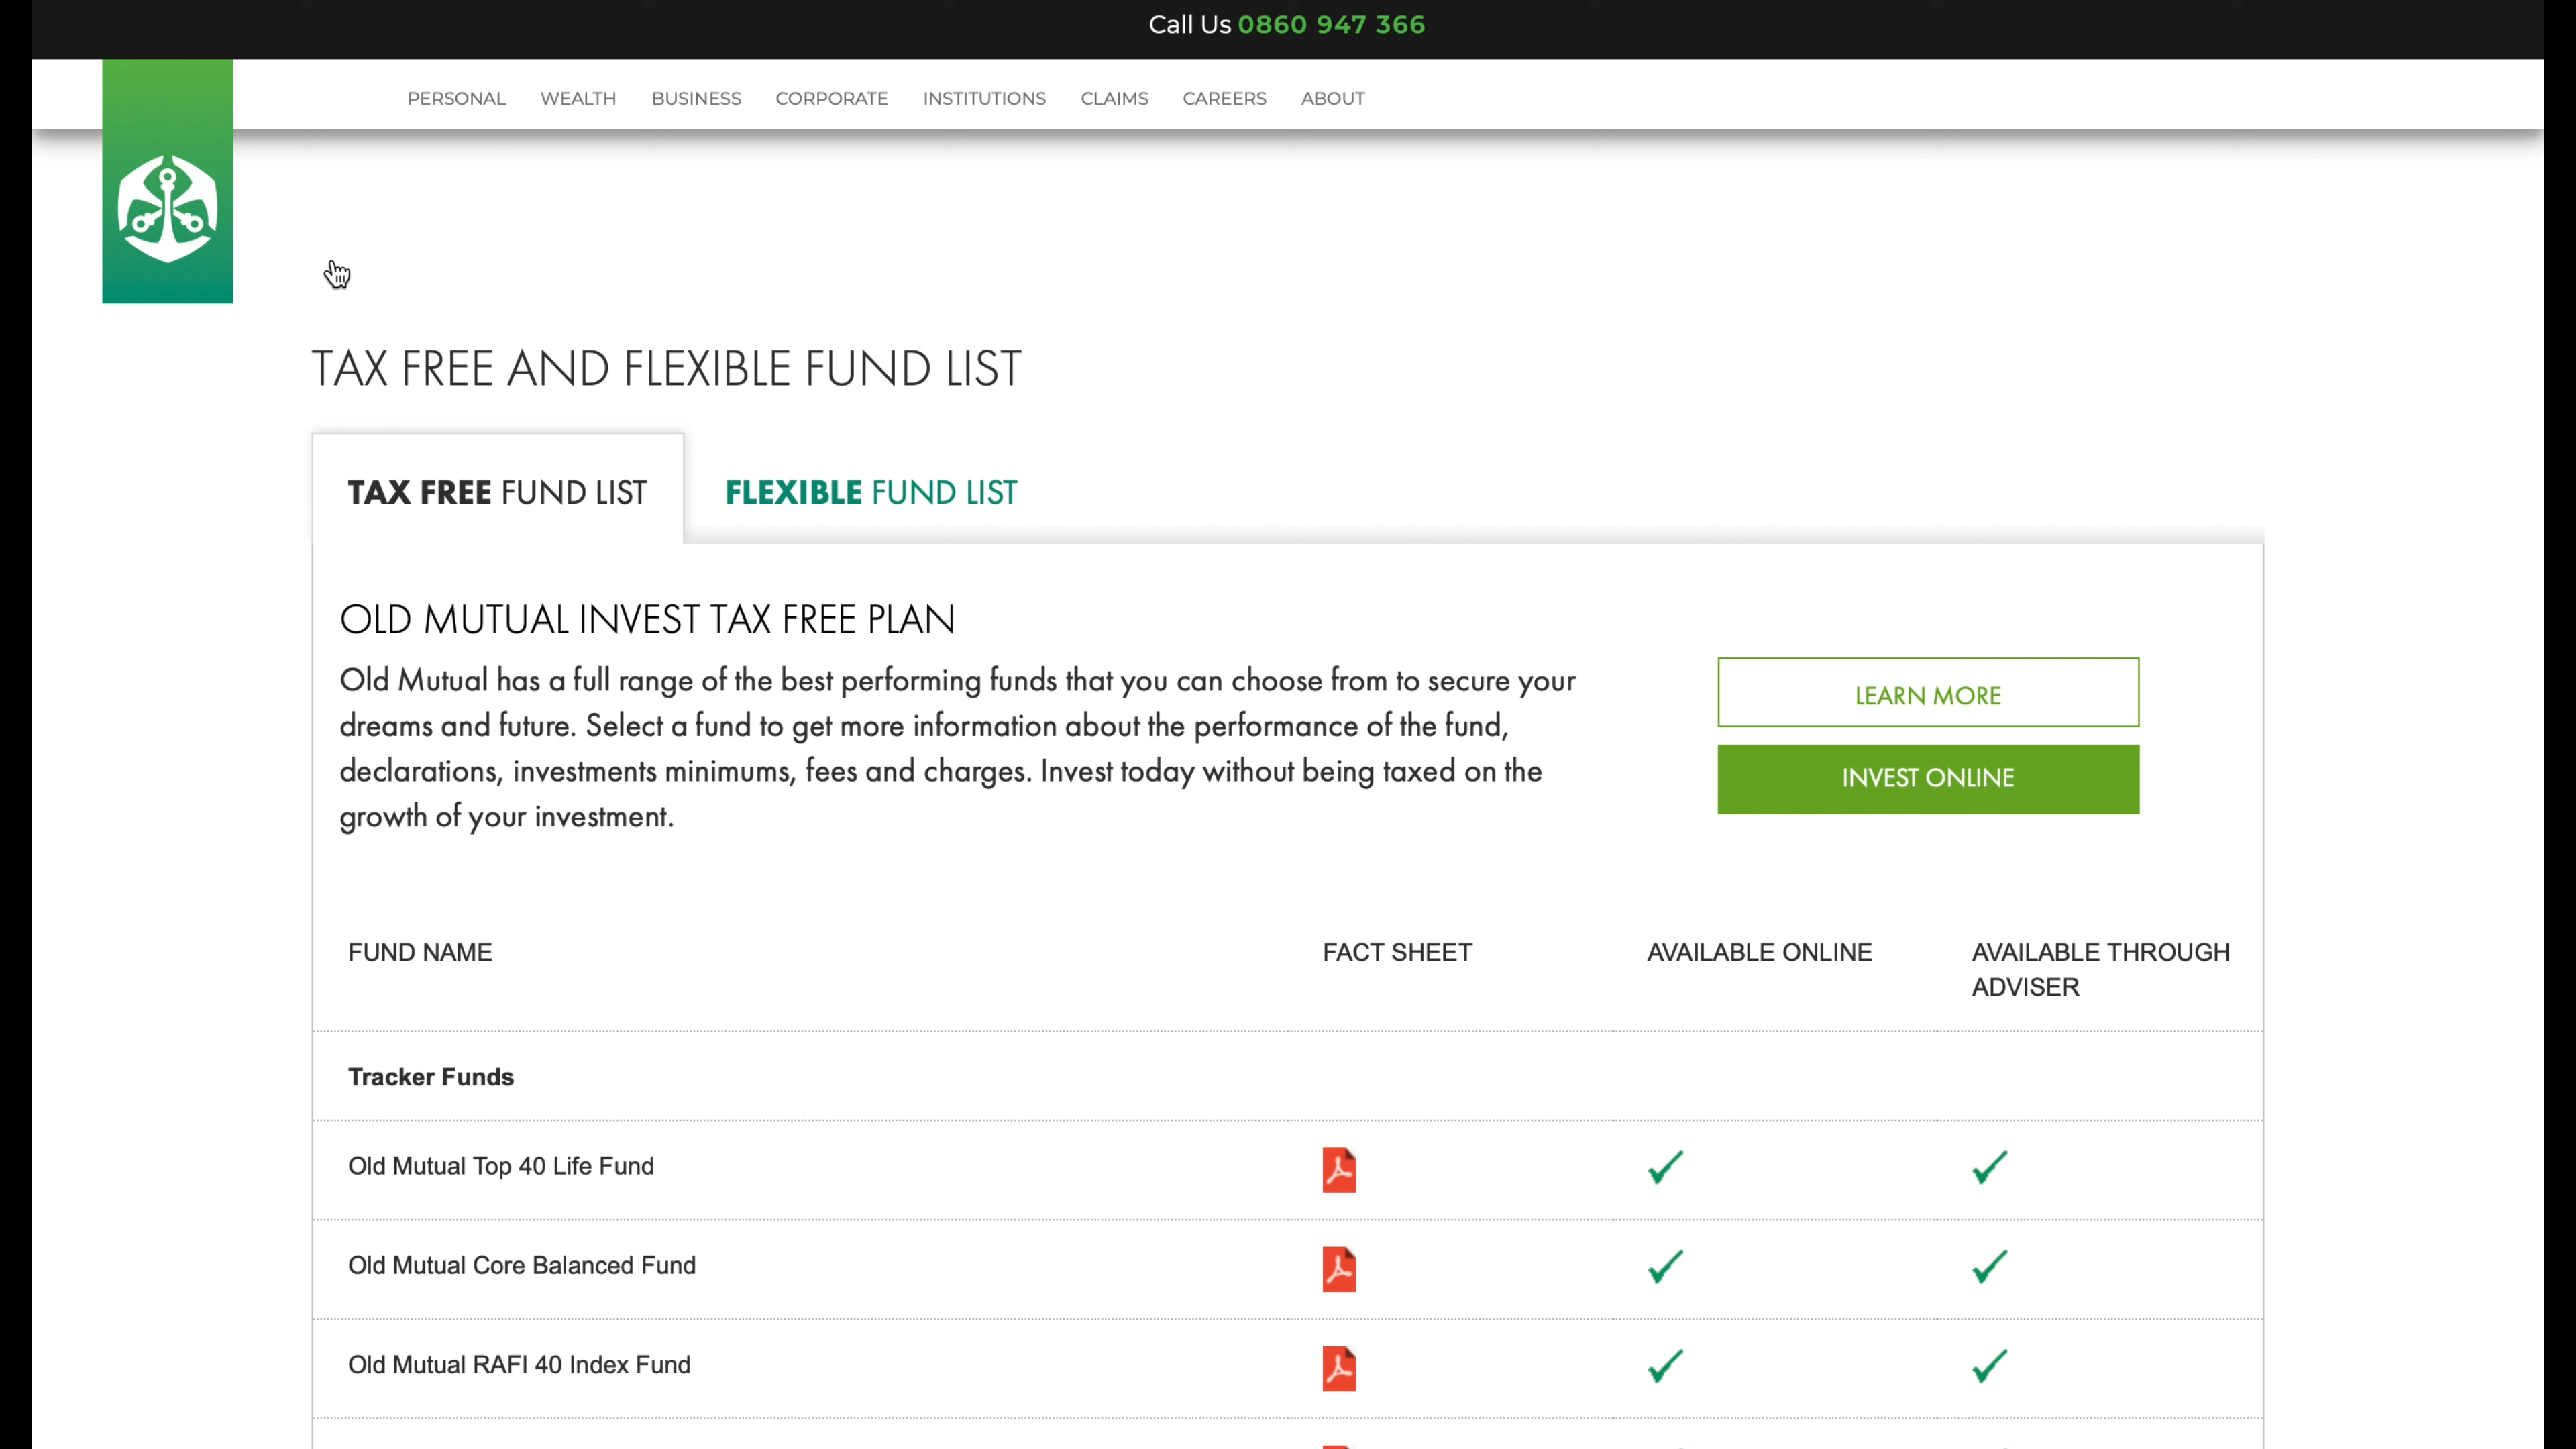 Call Us 0860 947 366
PERSONAL WEALTH BUSINESS CORPORATE INSTITUTIONS CLAIMS CAREERS ABOUT
TAX FREE AND FLEXIBLE FUND LIST
TAX FREE FUND LIST FLEXIBLE FUND LIST
OLD MUTUAL INVEST TAX FREE PLAN
Old Mutual has a full range of the best performing funds that you can choose from to secure your
dreams and future. Select a fund to get more information about the performance of the fund,
declarations, investments minimums, fees and charges. Invest today without being taxed on the
growth of your investment.
LEARN MORE
INVEST ONLINE
FUND NAME FACT SHEET AVAILABLE ONLINE AVAILABLE THROUGH
ADVISER
Tracker Funds
Old Mutual Top 40 Life Fund
Old Mutual Core Balanced Fund
Old Mutual RAFI 40 Index Fund